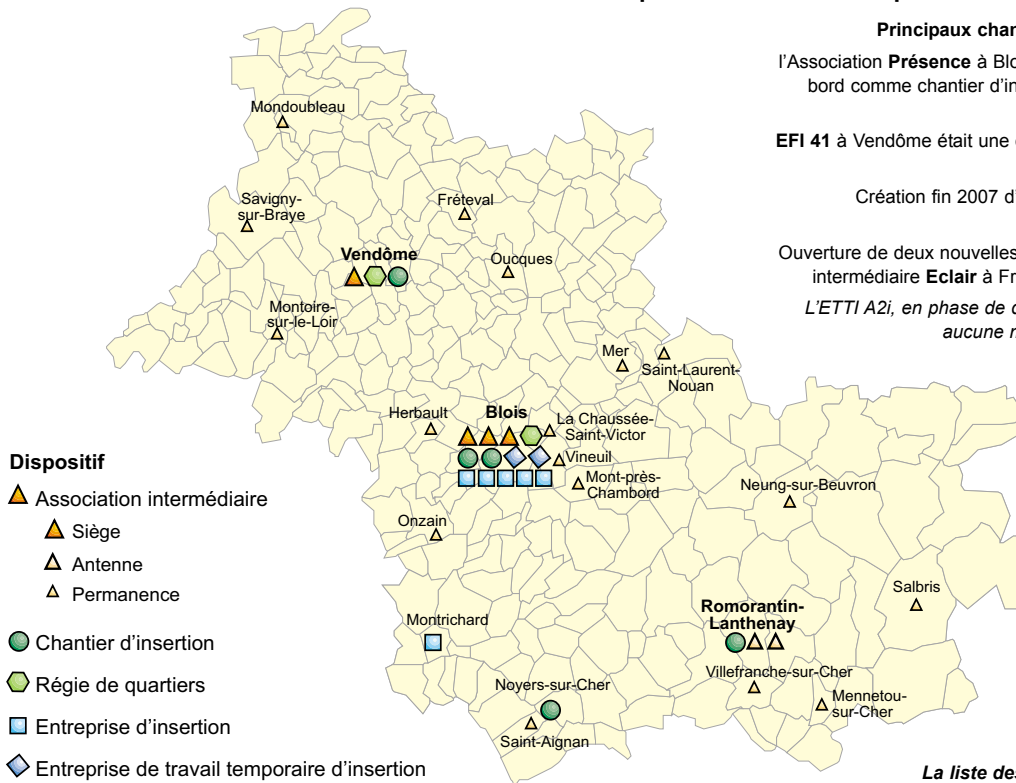 Principaux chan
l'Association Présence à Blo
bord comme chantier d'in
EFI 41 à Vendôme était une
Création fin 2007 d'
Ouverture de deux nouvelles
intermédiaire Eclair à Fr
L'ETTI A2i, en phase de
aucune
Mondoubleau
Savigny-
sur-Braye
Fréteval
Vendôme
Oucques
Montoire-
sur-le-Loir
Mer
Saint-Laurent-
Nouan
Herbault
Blois
La Chaussée-
Saint-Victor
Vineuil
Mont-près-
Chambord
Neung-sur-Beuvron
Onzain
Salbris
Montrichard
Romorantin-
Lanthenay
Villefranche-sur-Cher
Noyers-sur-Cher
Mennetou-
sur-Cher
Saint-Aignan
Dispositif
Association intermédiaire
Siège
Antenne
Permanence
Chantier d'insertion
Régie de quartiers
Entreprise d'insertion
Entreprise de travail temporaire d'insertion
La liste des